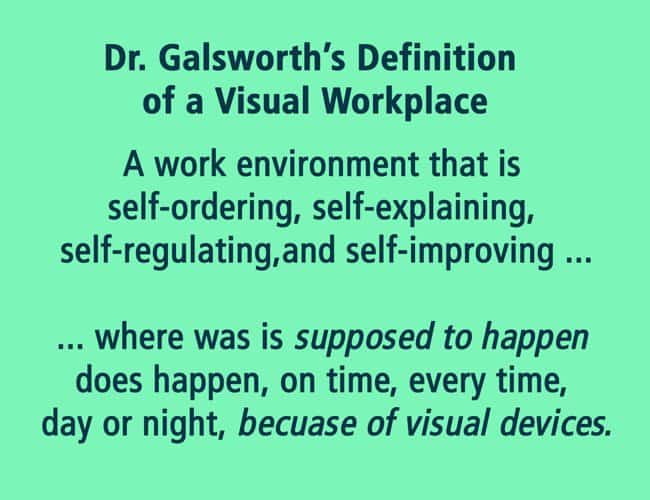 Dr. Galsworth's Definition
of a Visual Workplace
A work environment that is
self-ordering, self-explaining,
self-regulating,and self-improving ...
... where was is supposed to happen
does happen, on time, every time,
day or night, becuase of visual devices.